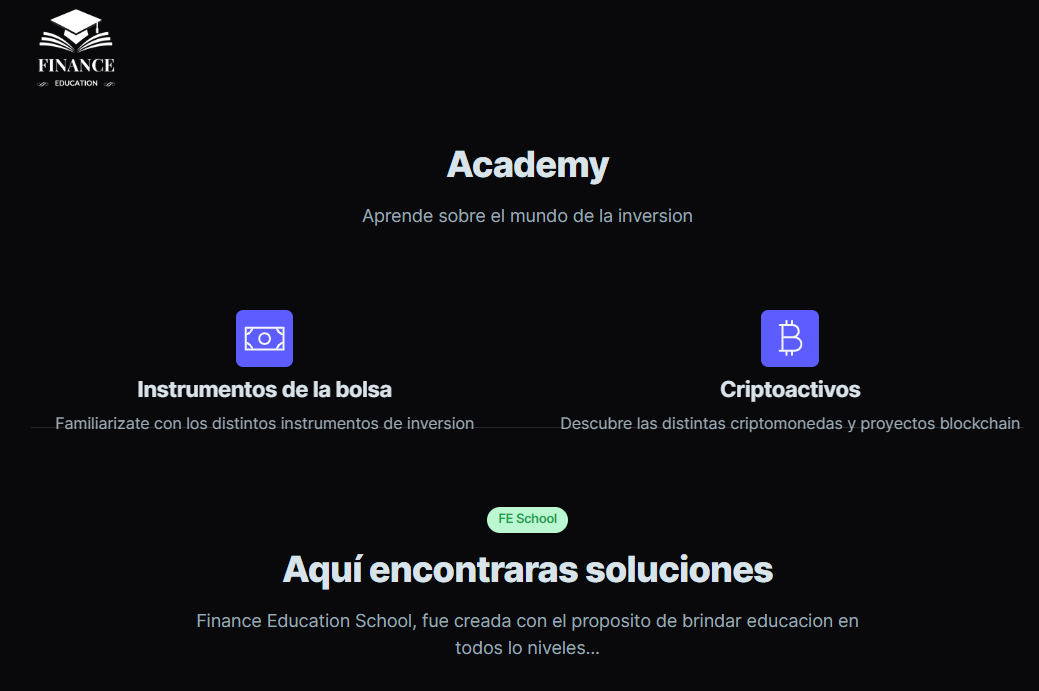 FINANCE
EDUCATION
Academy
Aprende sobre el mundo de la inversion
Instrumentos de la bolsa
Familiarizate con los distintos instrumentos de inversion
Criptoactivos
Descubre las distintas criptomonedas y proyectos blockchain
FE School
Aquí encontraras soluciones
Finance Education School, fue creada con el proposito de brindar educacion en
todos lo niveles...